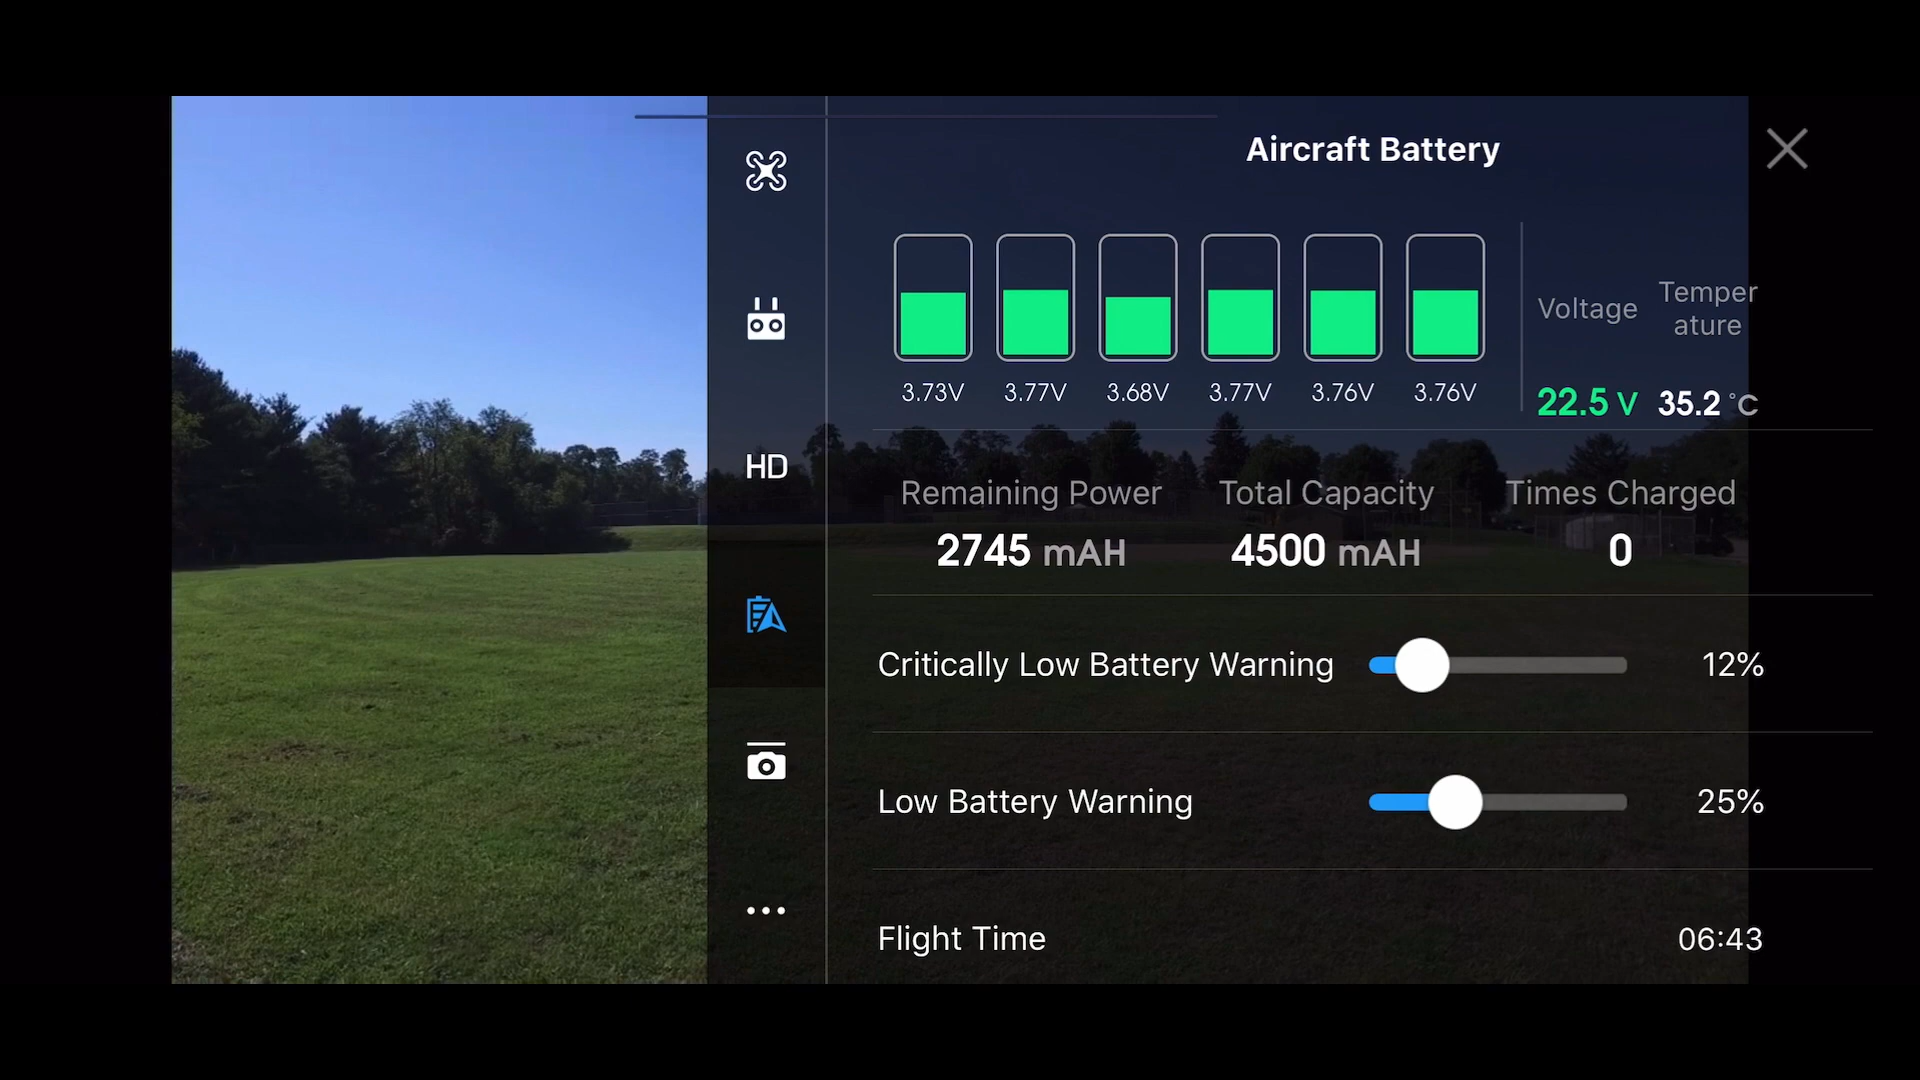 Aircraft Battery
3.73V 3.77V 3.68V 3.77V 3.76V 3.76V
Voltage
Temper
ature
22.5 V 35.2 °C
HD
Remaining Power Total Capacity Times Charged
2745 mAH 4500 mAH 0
Critically Low Battery Warning 12%
Low Battery Warning 25%
Flight Time 06:43